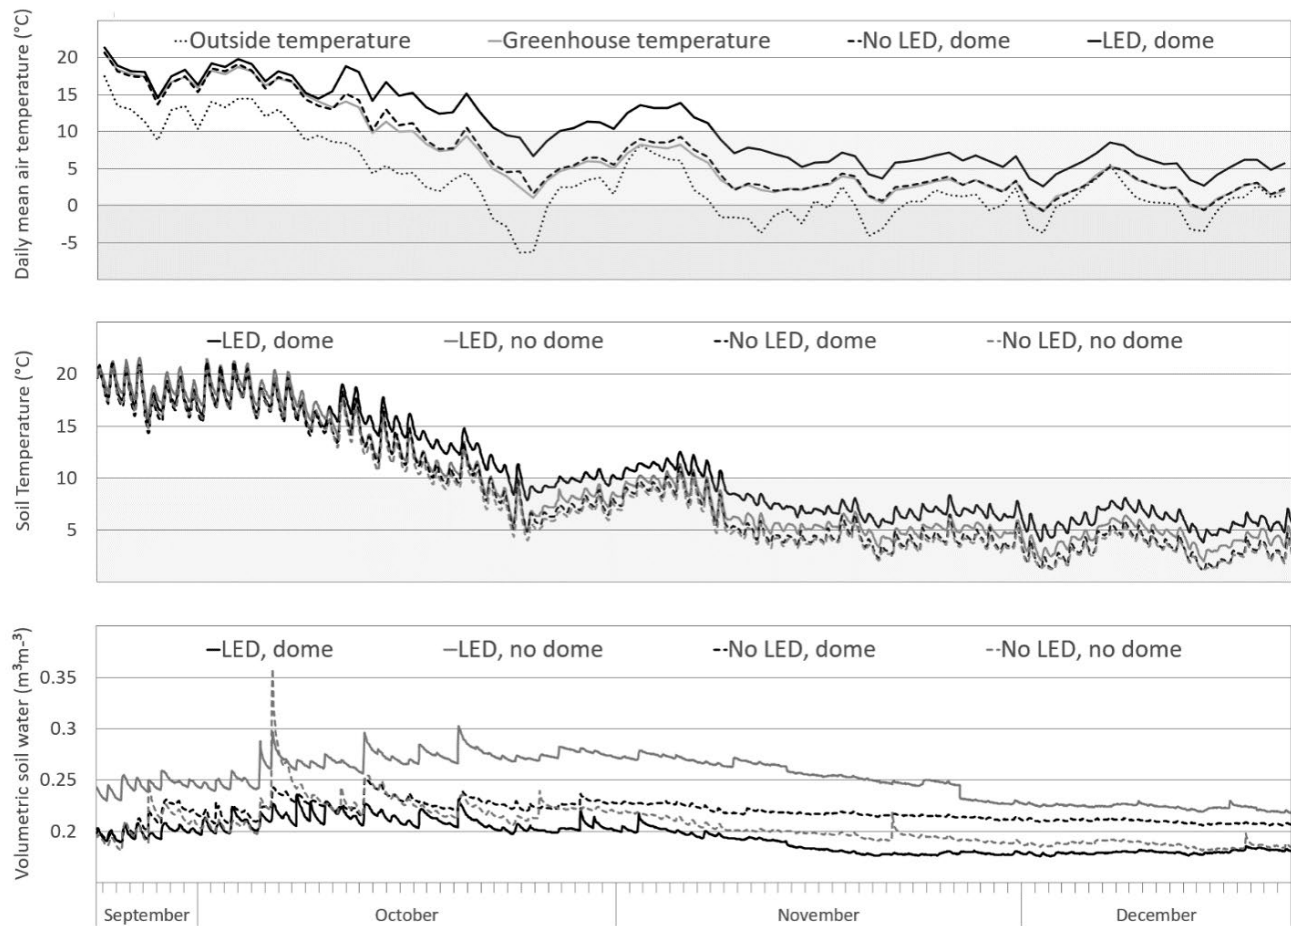 Daily mean air temperature (°C)
Outside temperature Greenhouse temperature No LED, dome LED, dome
20
15
10
5
0
-5
Soil Temperature (°C)
LED, dome LED, no dome No LED, dome No LED, no dome
20
15
10
5
Volumetric soil water (m³m-³)
LED, dome LED, no dome No LED, dome No LED, no dome
0.35
0.3
0.25
0.2
September October November December